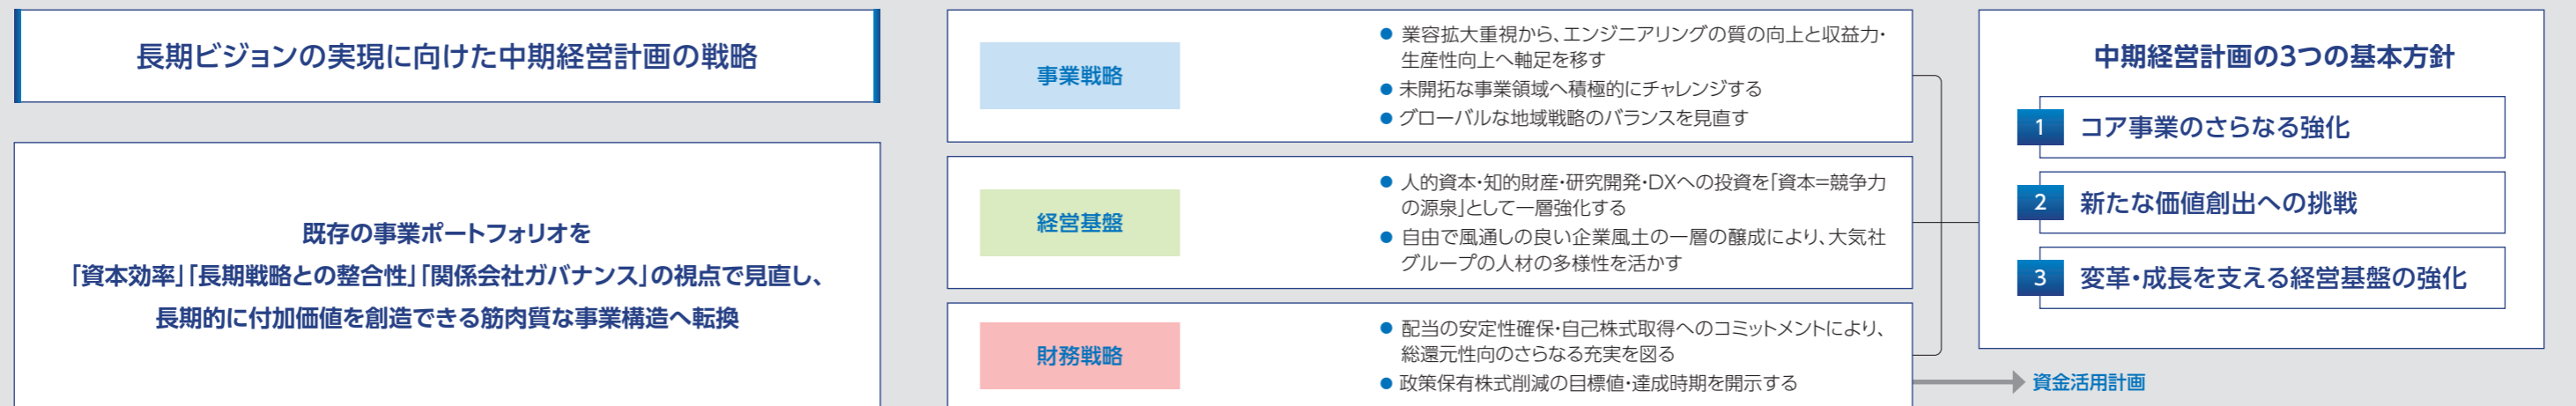 長期ビジョンの実現に向けた中期経営計画の戦略
既存の事業ポートフォリオを
「資本効率」「長期戦略との整合性」「関係会社ガバナンス」の視点で見直し、
長期的に付加価値を創造できる筋肉質な事業構造へ転換
事業戦略
● 業容拡大重視から、エンジニアリングの質の向上と収益力・
生産性向上へ軸足を移す
● 未開拓な事業領域へ積極的にチャレンジする
● グローバルな地域戦略のバランスを見直す
経営基盤
● 人的資本・知的財産・研究開発・DXへの投資を「資本=競争力
の源泉」として一層強化する
● 自由で風通しの良い企業風土の一層の醸成により、大気社
グループの人材の多様性を活かす
財務戦略
● 配当の安定性確保・自己株式取得へのコミットメントにより、
総還元性向のさらなる充実を図る
● 政策保有株式削減の目標値・達成時期を開示する
中期経営計画の3つの基本方針
1 コア事業のさらなる強化
2 新たな価値創出への挑戦
3 変革・成長を支える経営基盤の強化
資金活用計画